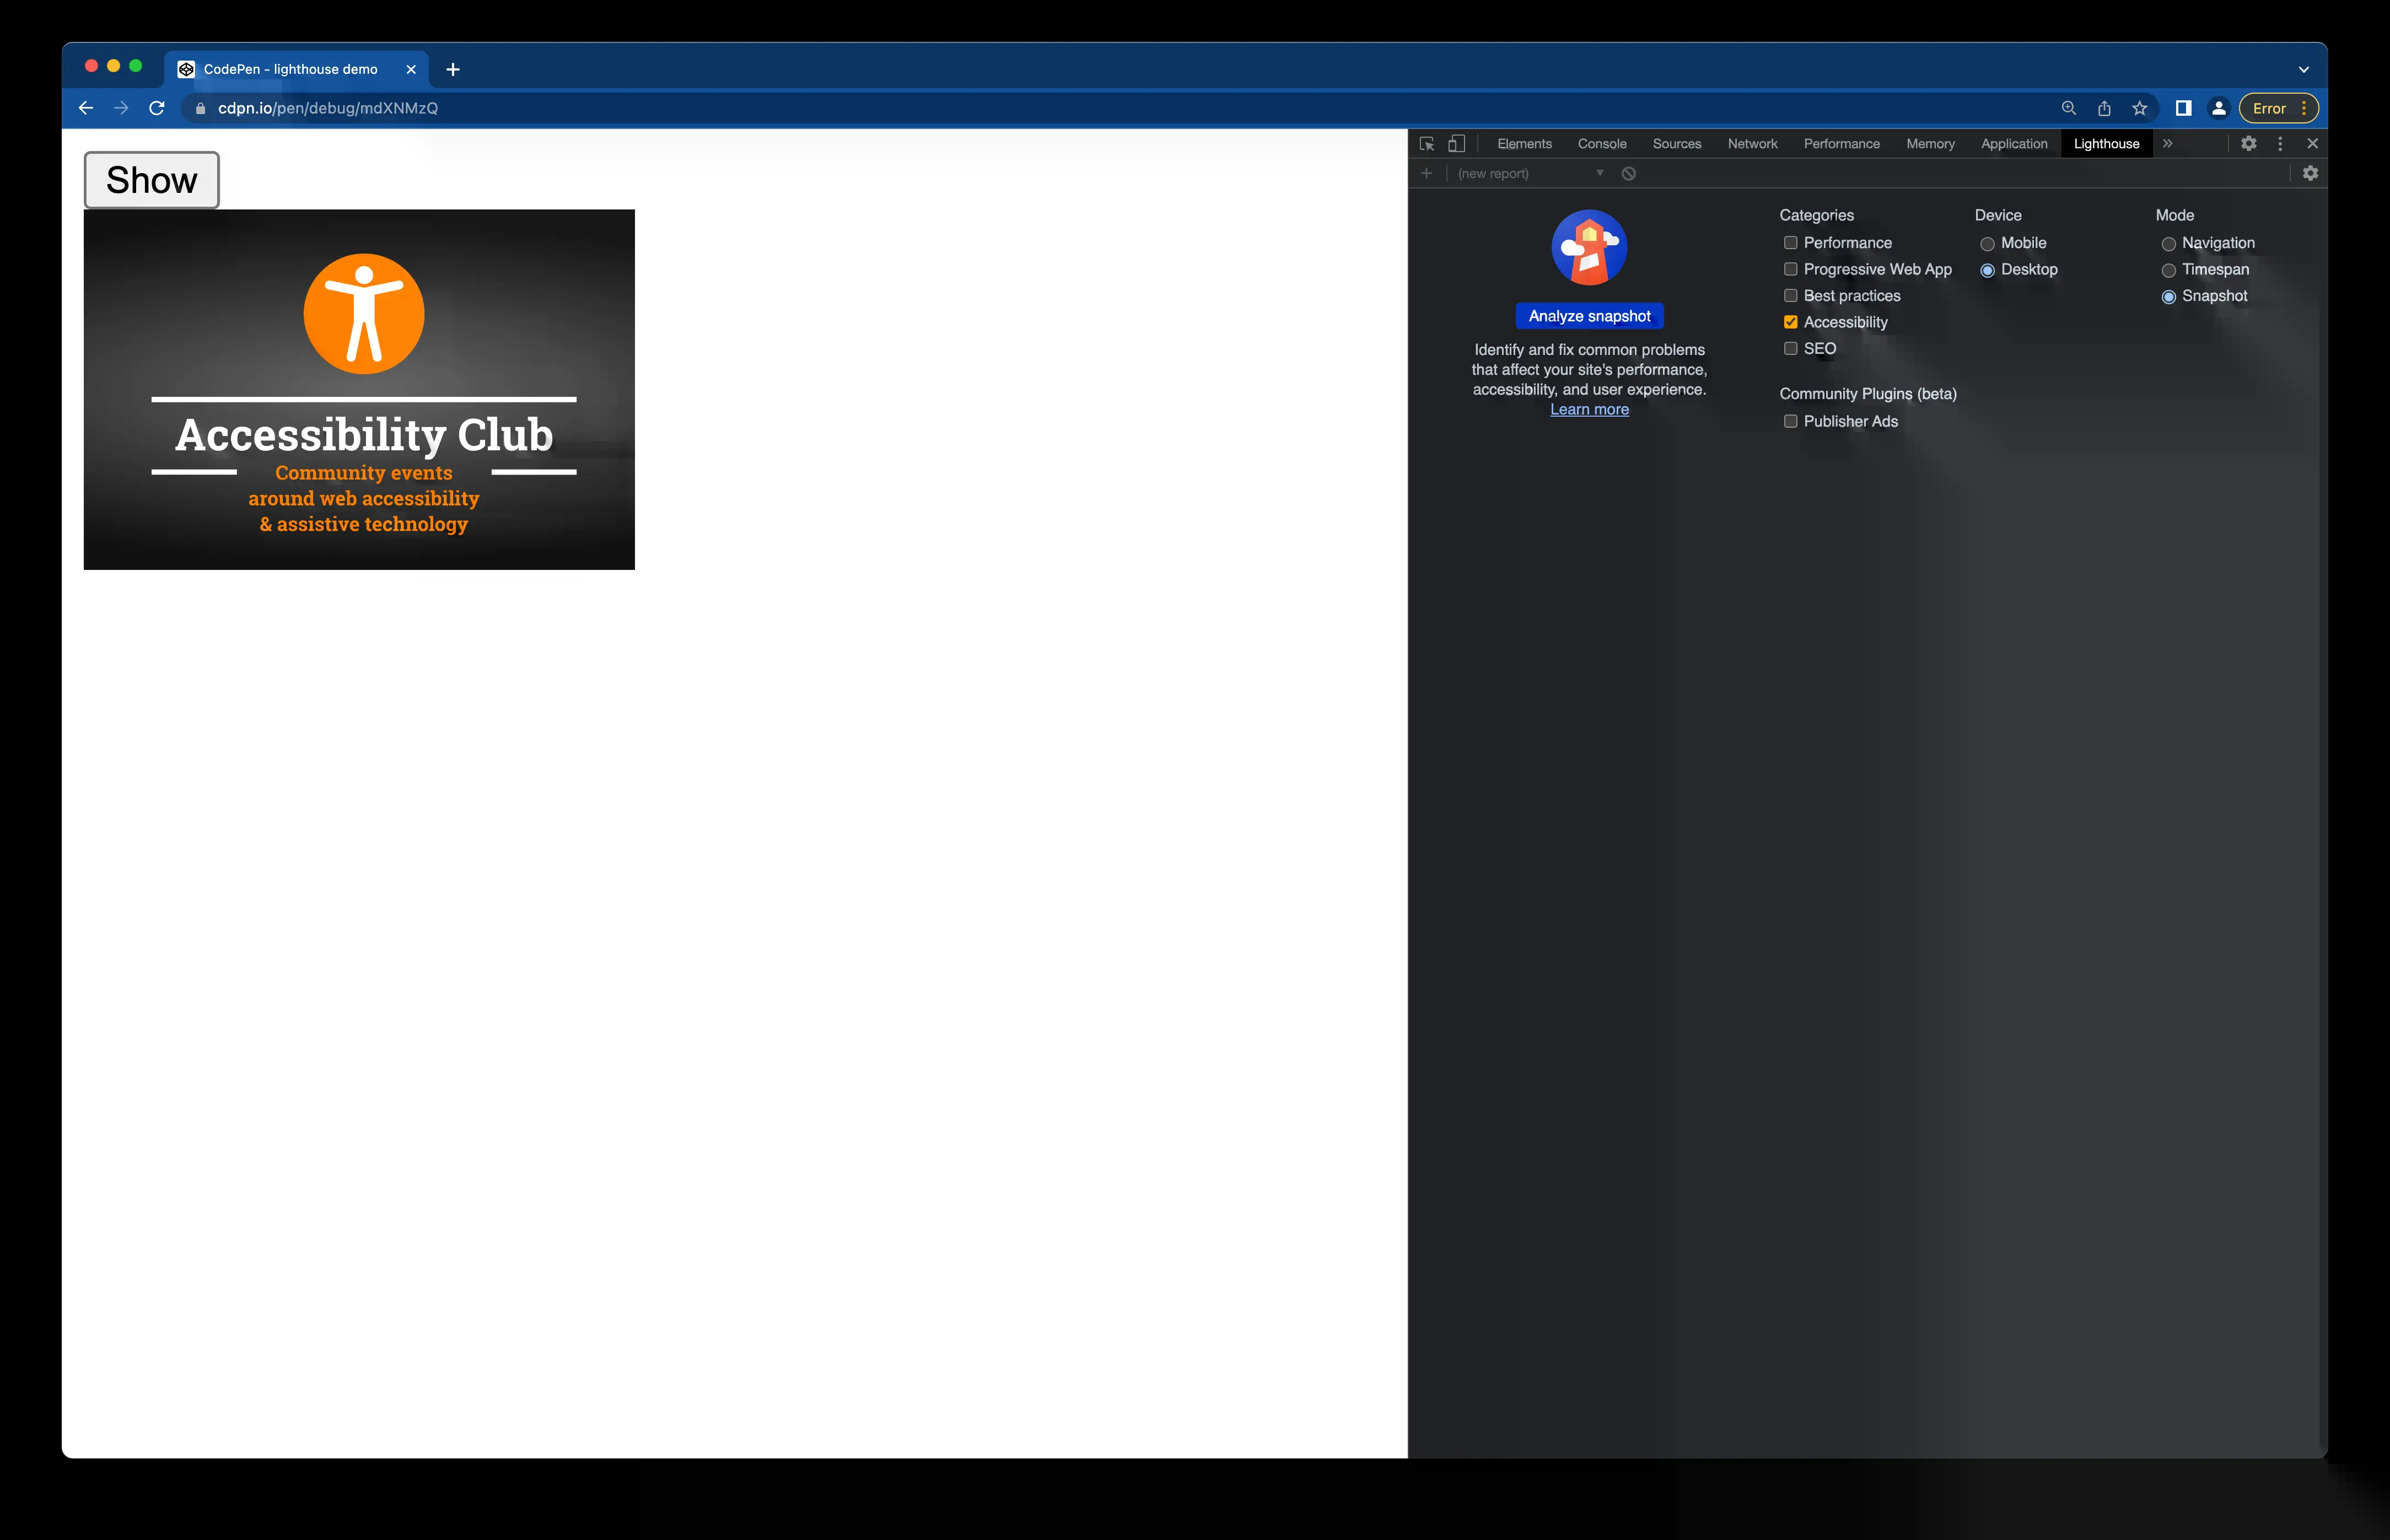 CodePen - lighthouse demo
cdpn.io/pen/debug/mdXNMzQ
Error
Show
Accessibility Club
Community events
around web accessibility
& assistive technology
Elements Console Sources Network Performance Memory Application Lighthouse
(new report)
Analyze snapshot
Identify and fix common problems
that affect your site's performance,
accessibility, and user experience.
Learn more
Categories
Performance
Progressive Web App
Best practices
Accessibility
SEO
Community Plugins (beta)
Publisher Ads
Device
Mobile
Desktop
Mode
Navigation
Timespan
Snapshot